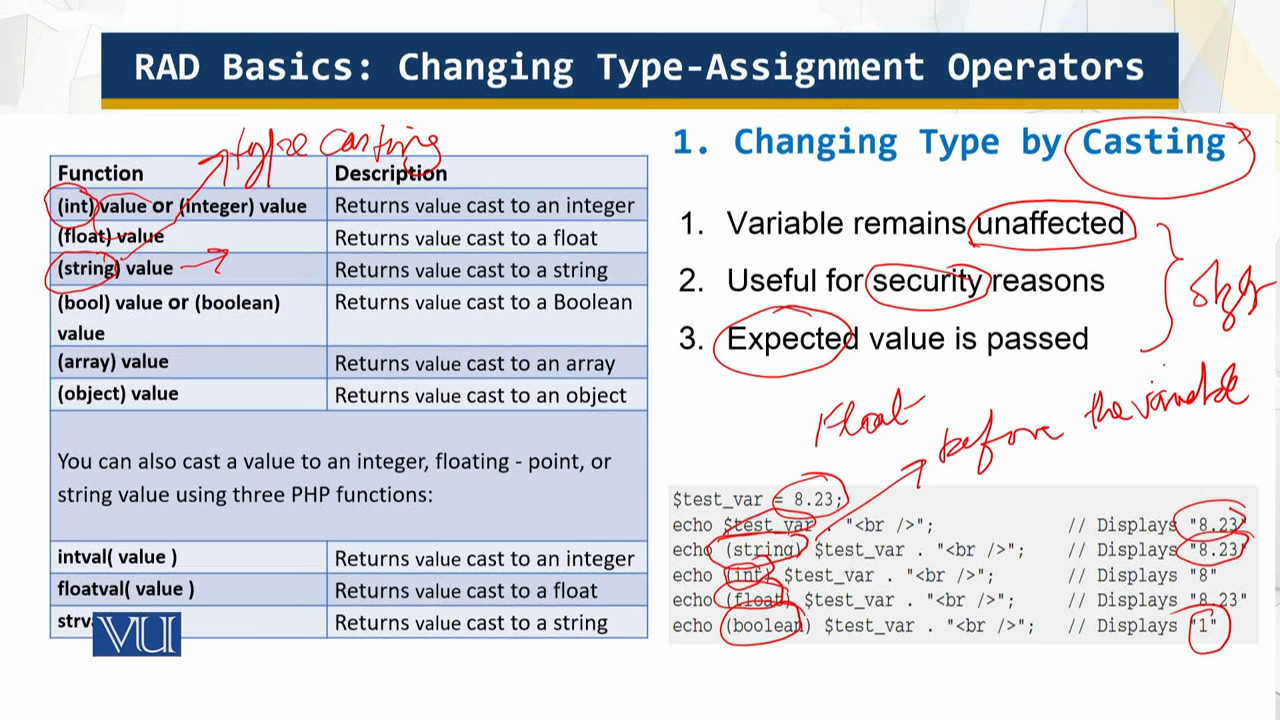 RAD Basics: Changing Type-Assignment Operators
type casting
Function Description
(int) value or (integer) value Returns value cast to an integer
(float) value Returns value cast to a float
(string) value Returns value cast to a string
(bool) value or (boolean) Returns value cast to a Boolean
value
(array) value Returns value cast to an array
(object) value Returns value cast to an object
You can also cast a value to an integer, floating - point, or
string value using three PHP functions:
intval( value ) Returns value cast to an integer
floatval( value ) Returns value cast to a float
strv Returns value cast to a string
VU
1. Changing Type by Casting
1. Variable remains unaffected
2. Useful for security reasons
3. Expected value is passed
Float
before the variable
$test_var = 8.23;
echo $test_var . "<br />"; // Displays "8.23"
echo (string) $test_var . "<br />"; // Displays "8.23"
echo (int) $test_var . "<br />"; // Displays "8"
echo (float) $test_var . "<br />"; // Displays "8.23"
echo (boolean) $test_var . "<br />"; // Displays "1"